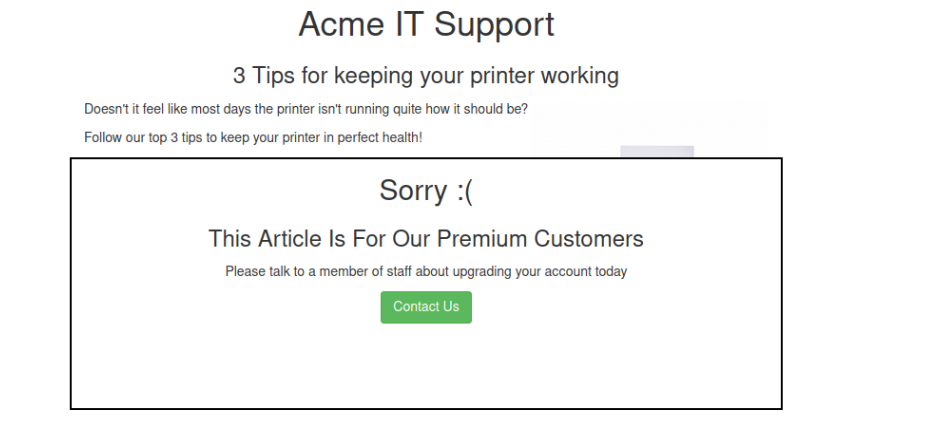 Acme IT Support
3 Tips for keeping your printer working
Doesn't it feel like most days the printer isn't running quite how it should be?
Follow our top 3 tips to keep your printer in perfect health!
Sorry :(
This Article Is For Our Premium Customers
Please talk to a member of staff about upgrading your account today
Contact Us